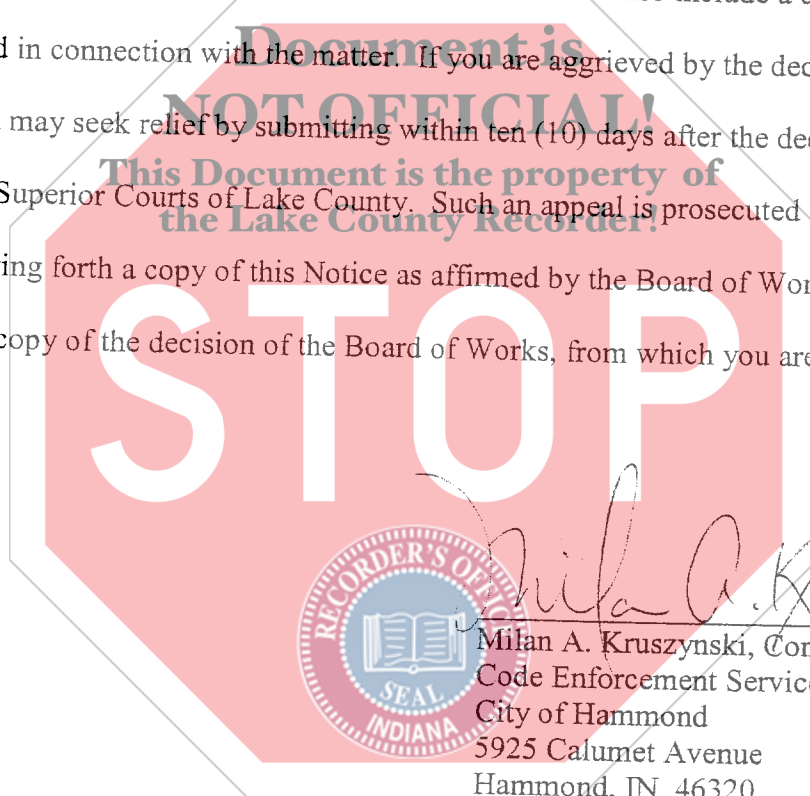 in connection with the matter. If you are aggrieved by the
may seek relief by submitting within ten (10) days after the
Superior Courts of Lake County. Such an appeal is prosecuted
forth a copy of this Notice as affirmed by the Board of
copy of the decision of the Board of Works, from which you are
Document is
NOT OFFICIAL!
This Document is the property of
the Lake County Recorder!
STOP
RECORDER'S OFFICE
SEAL
INDIANA
Milan A. Kruszynski,
Code Enforcement
City of Hammond
5925 Calumet Avenue
Hammond, IN 46320